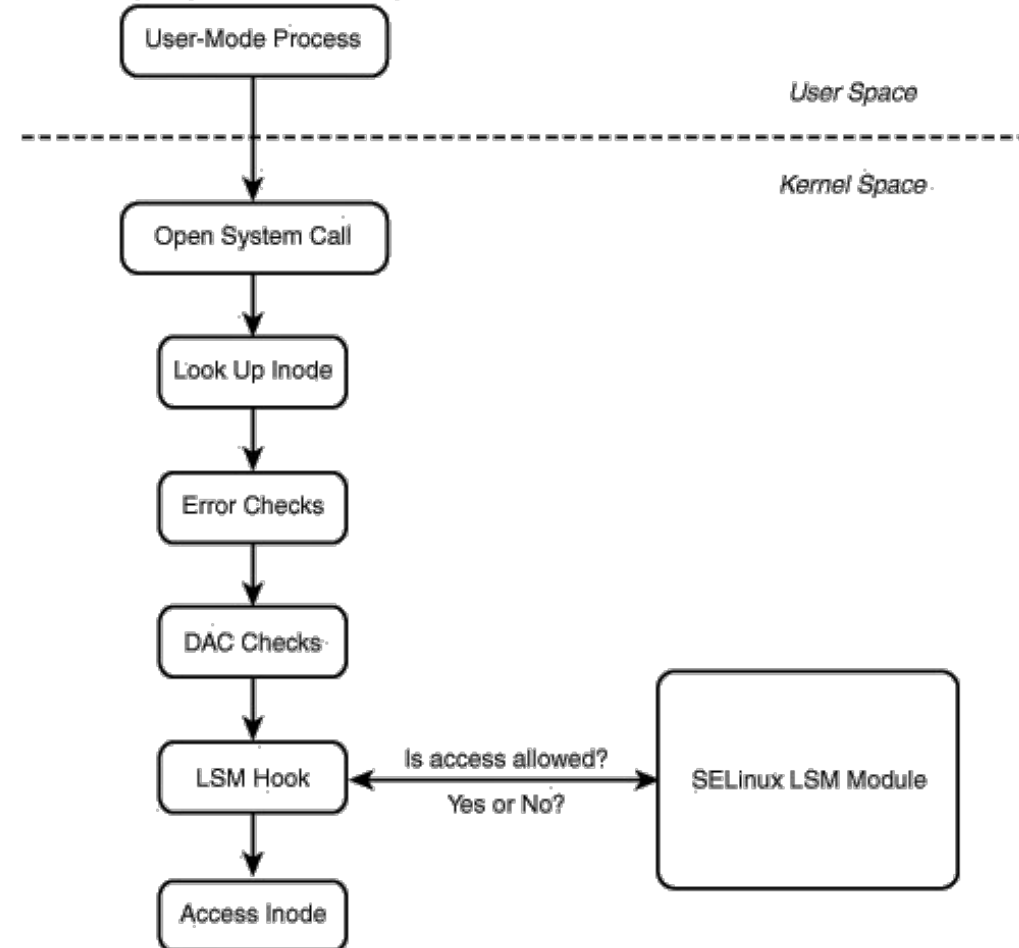 User-Mode Process
User Space
Kernel Space
Open System Call
Look Up Inode
Error Checks
DAC Checks
LSM Hook
Is access allowed?
Yes or No?
SELinux LSM Module
Access Inode